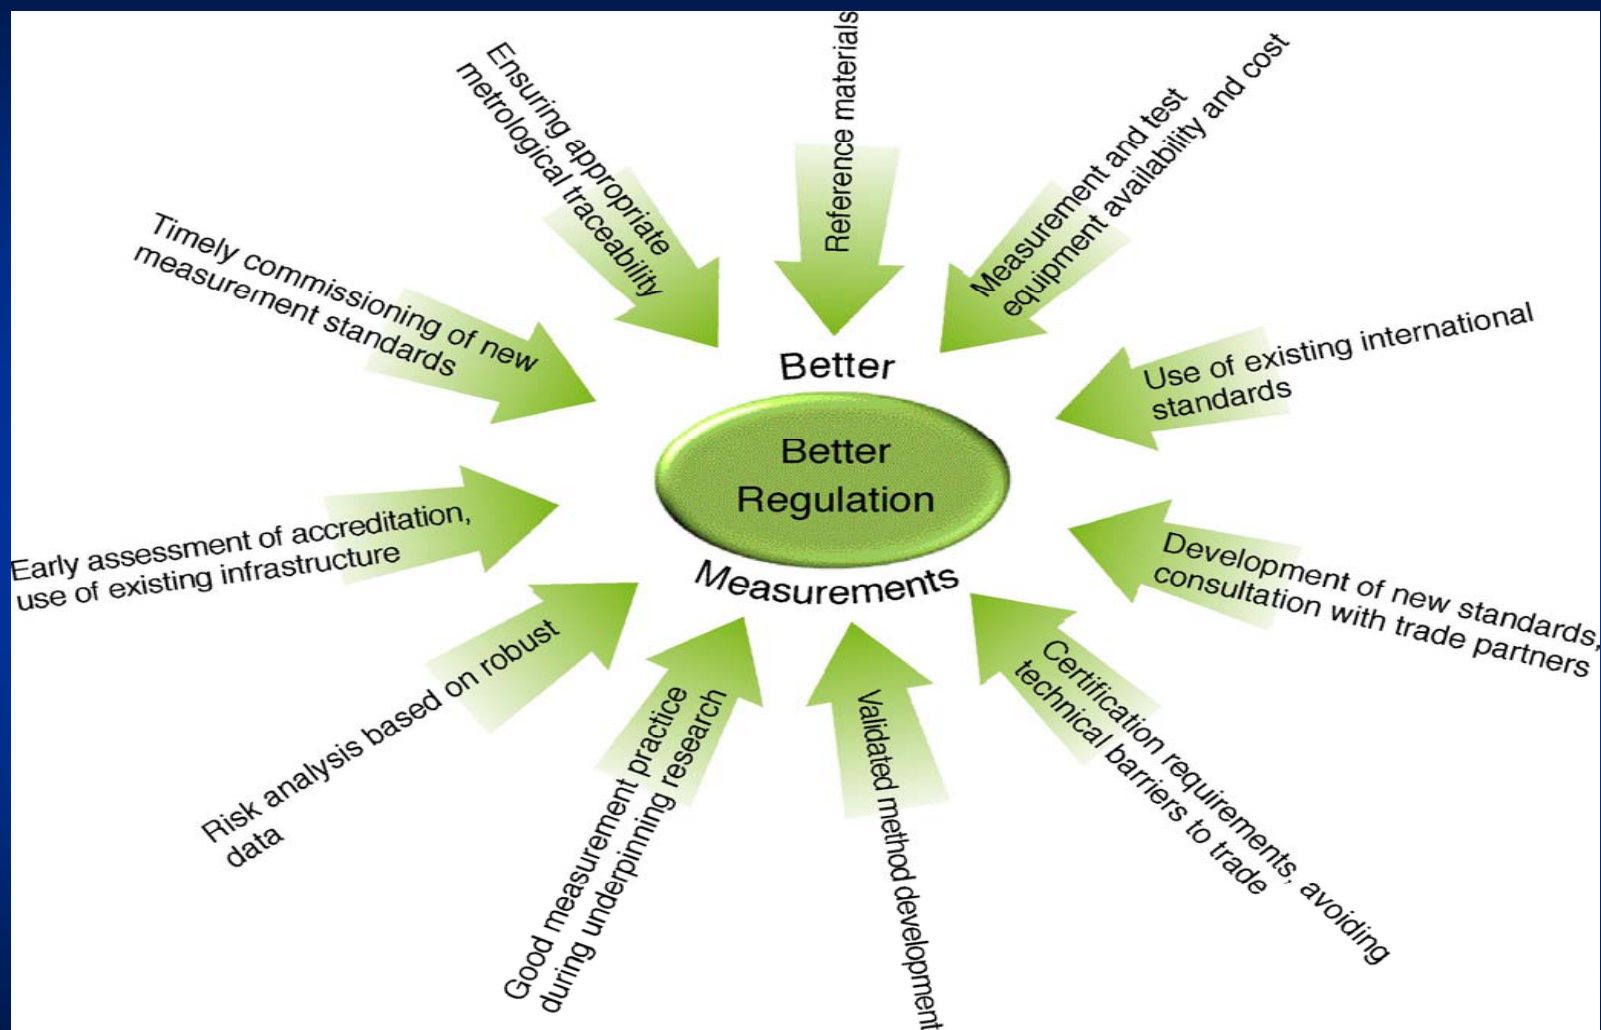 Reference materials
Measurement and test
equipment availability and cost
Use of existing international
standards
Development of new standards,
consultation with trade partners
Certification requirements, avoiding
technical barriers to trade
Validated method development
Good measurement practice
during underpinning research
Risk analysis based on robust
data
Early assessment of accreditation,
use of existing infrastructure
Timely commissioning of new
measurement standards
Ensuring appropriate
metrological traceability
Better
Better
Regulation
Measurements